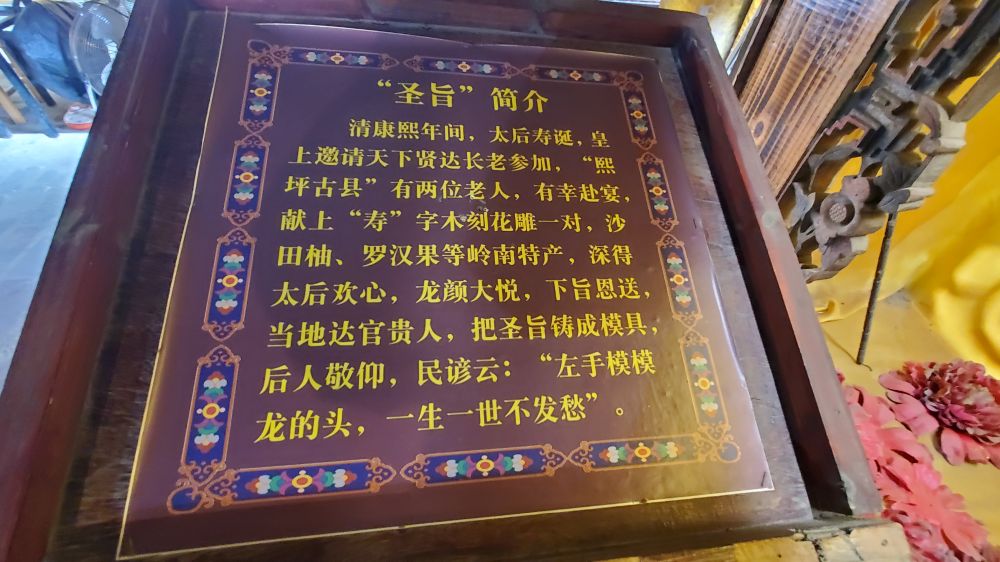 “圣旨”简介
清康熙年间，太后寿诞，皇
上邀请天下贤达长老参加，“熙
坪古县”有两位老人，有幸赴宴，
献上“寿”字木刻花雕一对，沙
田柚、罗汉果等岭南特产，深得
太后欢心，龙颜大悦，下旨恩送，
当地达官贵人，把圣旨铸成模具，
后人敬仰，民谚云：“左手模模
龙的头，一生一世不发愁”。